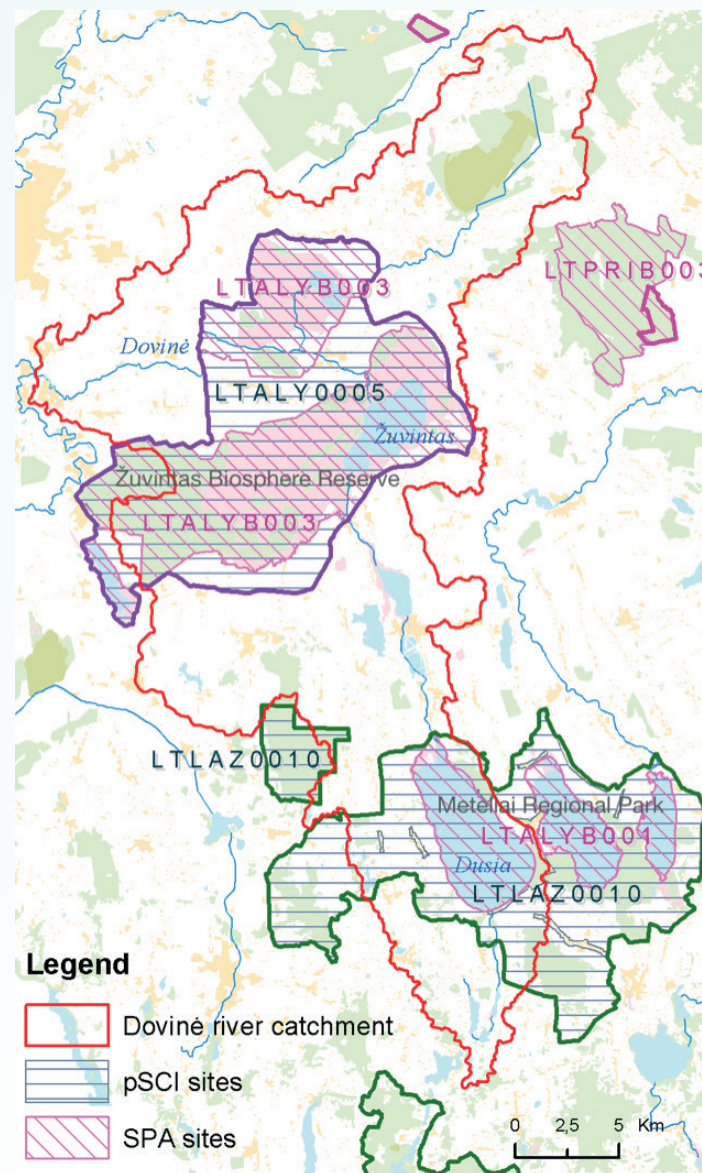 LTALYB003
LTPRIB003
Dovinė
LTALY0005
Žuvintas
Žuvintas Biosphere Reserve
LTALYB003
LTLAZ0010
Meteliai Regional Park
LTALYB001
Dusia
LTLAZ0010
Legend
Dovinė river catchment
pSCI sites
SPA sites
0 2,5 5 Km